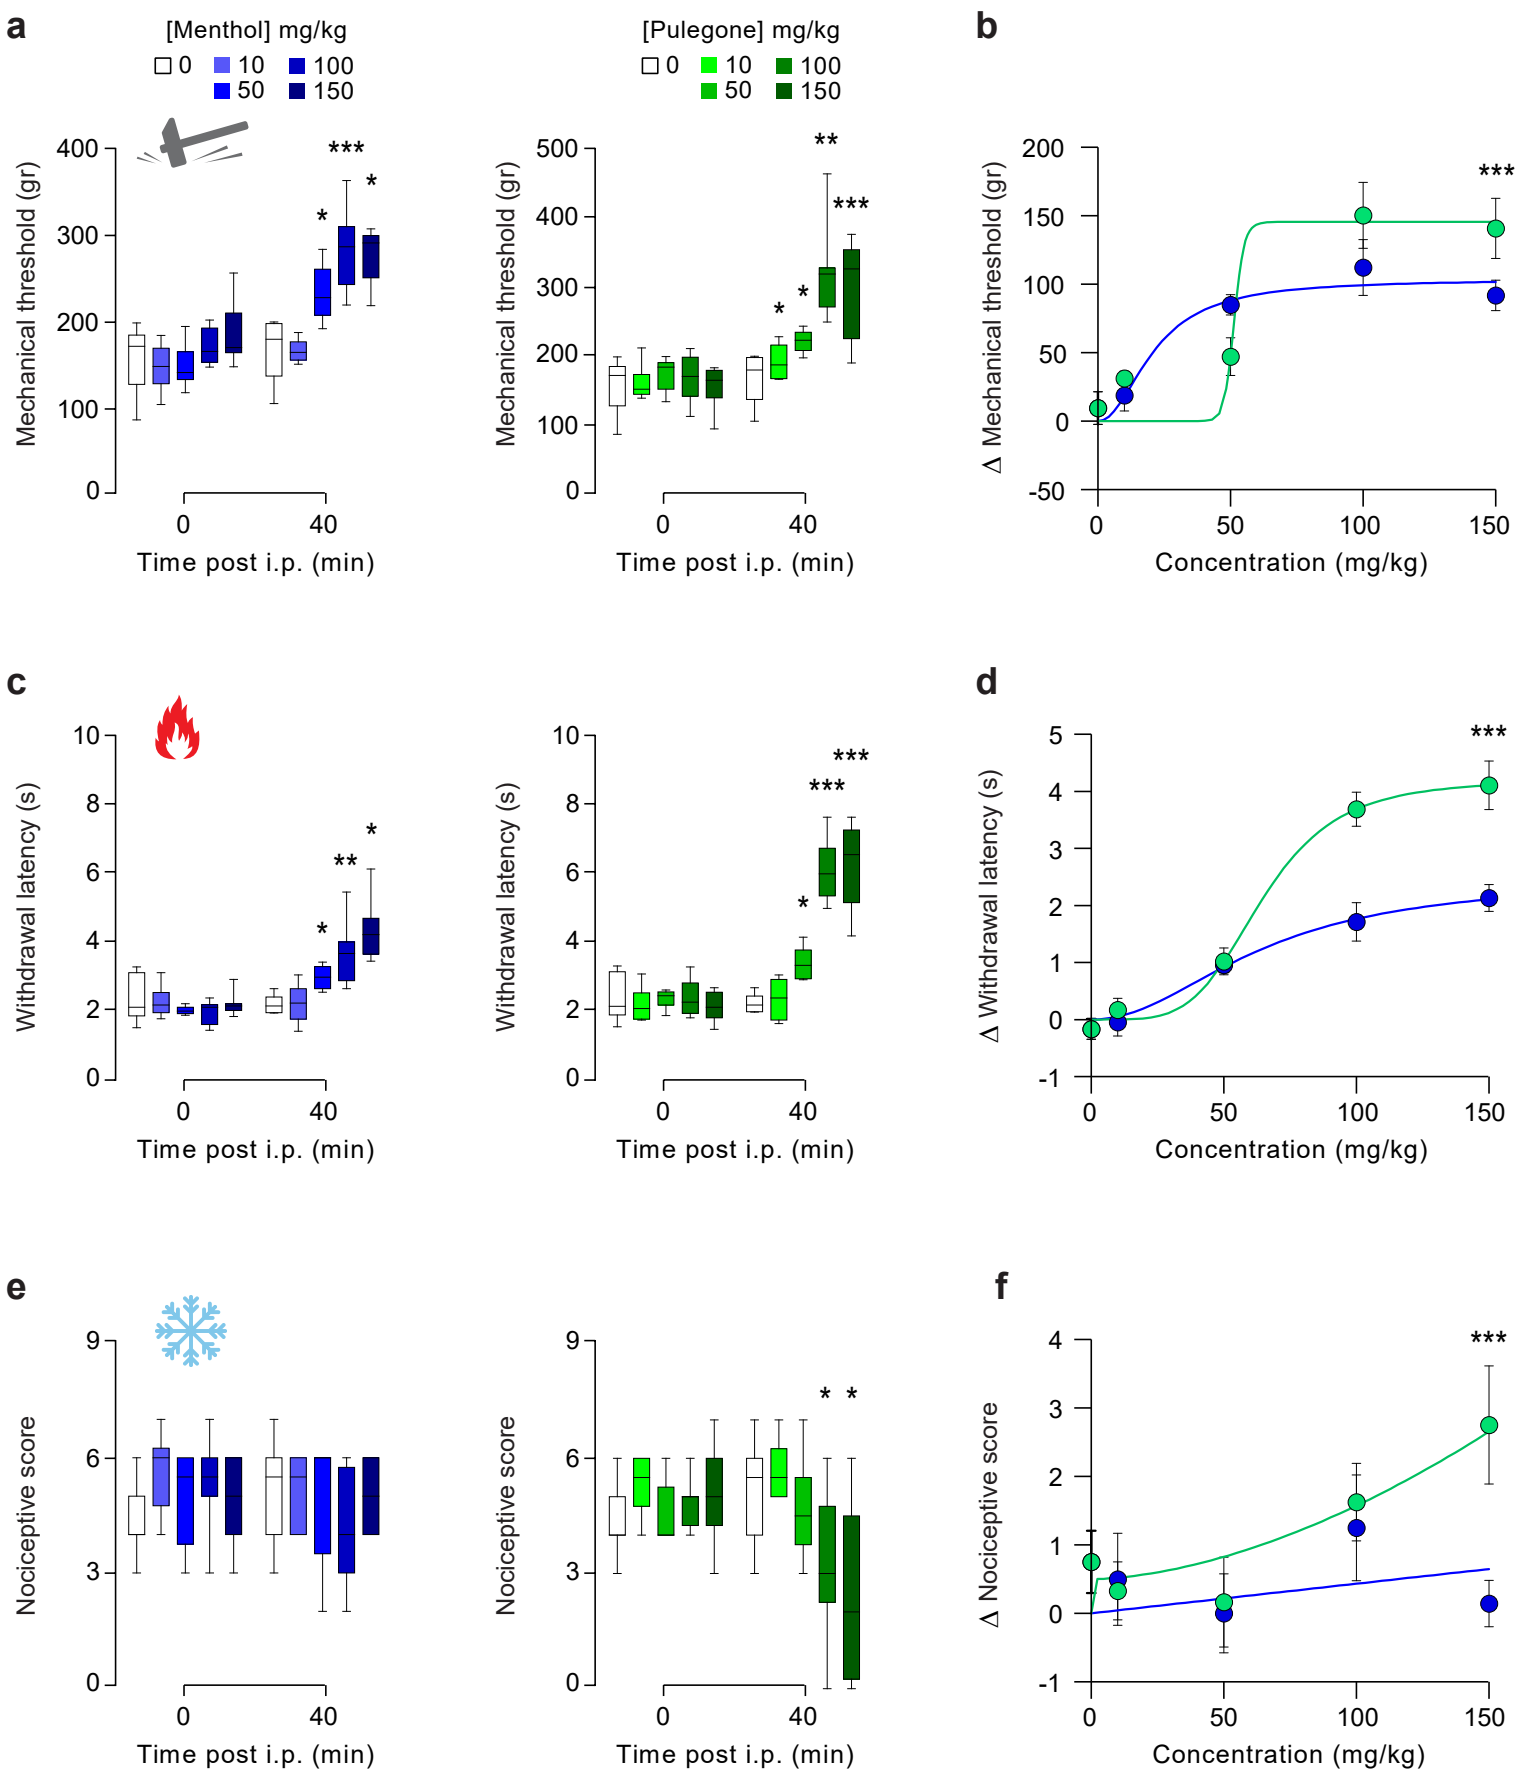 a
[Menthol] mg/kg
0 10 100
50 150
[Pulegone] mg/kg
0 10 100
50 150
b
Mechanical threshold (gr)
400
300
200
100
0
*
***
*
0 40
Time post i.p. (min)
Mechanical threshold (gr)
500
400
300
200
100
0
*
*
**
***
0 40
Time post i.p. (min)
Δ Mechanical threshold (gr)
200
150
100
50
0
-50
***
0 50 100 150
Concentration (mg/kg)
c
Withdrawal latency (s)
10
8
6
4
2
0
*
**
*
0 40
Time post i.p. (min)
Withdrawal latency (s)
10
8
6
4
2
0
*
***
***
0 40
Time post i.p. (min)
d
Δ Withdrawal latency (s)
5
4
3
2
1
0
-1
***
0 50 100 150
Concentration (mg/kg)
e
Nociceptive score
9
6
3
0
0 40
Time post i.p. (min)
Nociceptive score
9
6
3
0
* *
0 40
Time post i.p. (min)
f
Δ Nociceptive score
4
3
2
1
0
-1
***
0 50 100 150
Concentration (mg/kg)